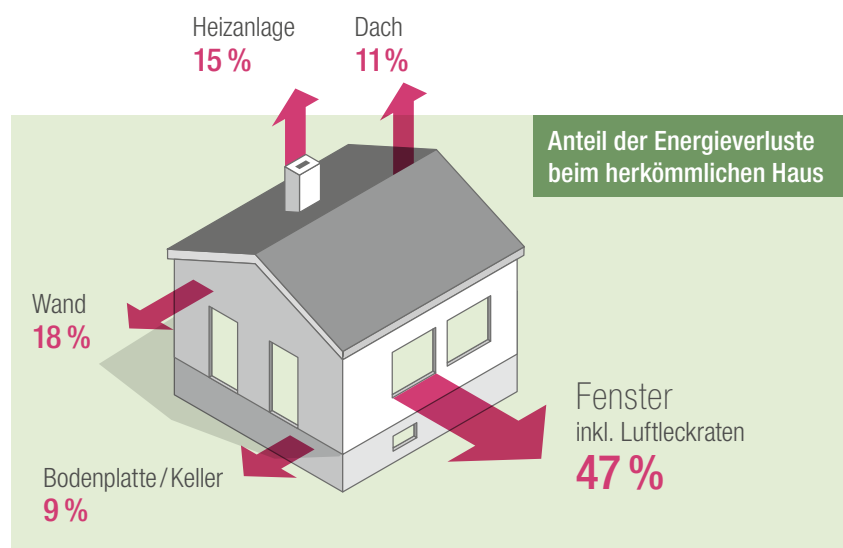 Heizanlage
15 %
Dach
11 %
Anteil der Energieverluste
beim herkömmlichen Haus
Wand
18 %
Fenster
inkl. Luftleckraten
47 %
Bodenplatte / Keller
9 %